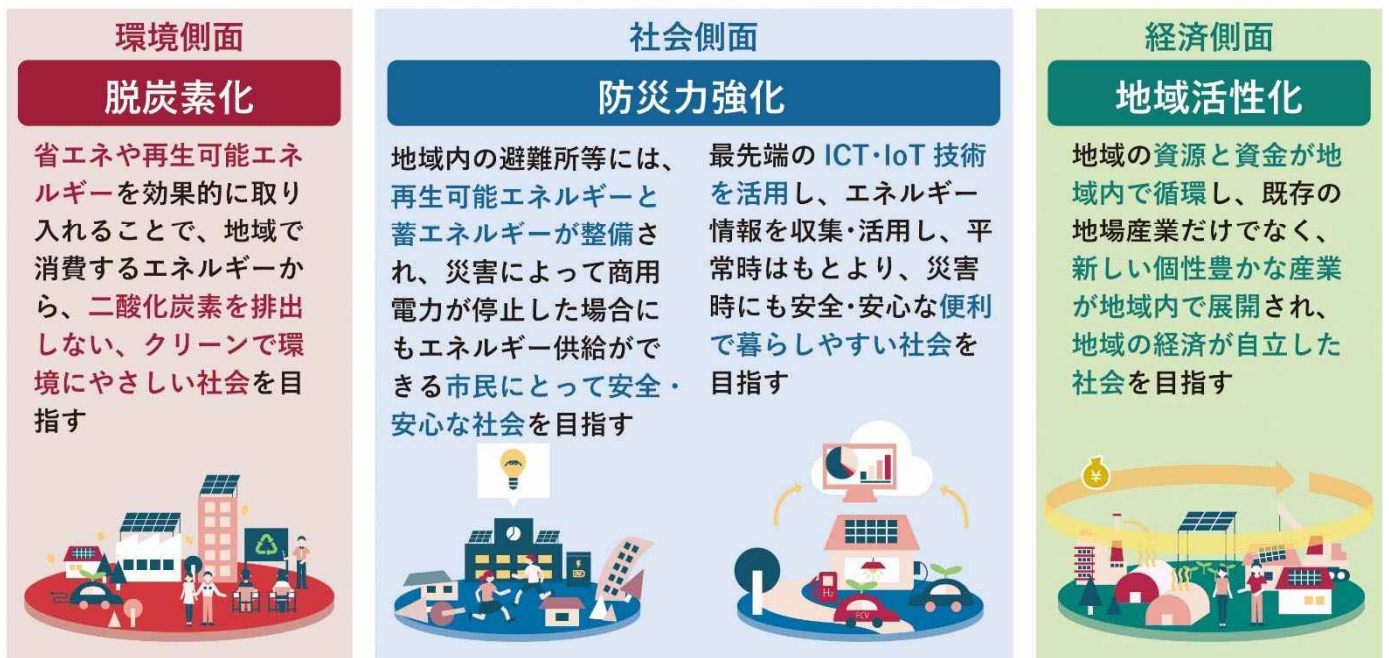 環境側面
脱炭素化
省エネや再生可能エネ
ルギーを効果的に取り
入れることで、地域で
消費するエネルギーか
ら、二酸化炭素を排出
しない、クリーンで環
境にやさしい社会を目
指す
社会側面
防災力強化
地域内の避難所等には、
再生可能エネルギーと
蓄エネルギーが整備さ
れ、災害によって商用
電力が停止した場合に
もエネルギー供給がで
きる市民にとって安全・
安心な社会を目指す
最先端の ICT・IoT 技術
を活用し、エネルギー
情報を収集・活用し、平
常時はもとより、災害
時にも安全・安心な便利
で暮らしやすい社会を
目指す
H2
FCV
経済側面
地域活性化
地域の資源と資金が地
域内で循環し、既存の
地場産業だけでなく、
新しい個性豊かな産業
が地域内で展開され、
地域の経済が自立した
社会を目指す
¥